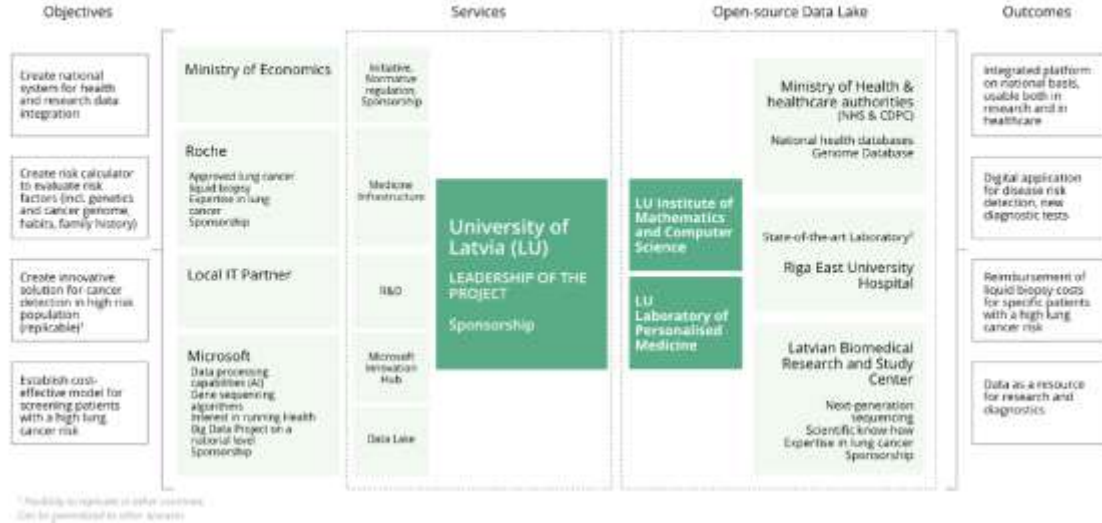 Objectives
Services
Open-source Data Lake
Outcomes
Create national
system for health
and research data
integration
Create risk calculator
to evaluate risk
factors (incl. genetics
and cancer genome,
habits, family history)
Create innovative
solution for cancer
detection in high risk
population
(replicable)¹
Establish cost-
effective model for
screening patients
with a high lung
cancer risk
Ministry of Economics
Roche
Approved lung cancer
liquid biopsy
Expertise in lung
cancer
Sponsorship
Local IT Partner
Microsoft
Data processing
capabilities (AI)
Gene sequencing
algorithms
Interest in running Health
Big Data Project on a
national level
Sponsorship
Initiative,
Normative
regulation,
Sponsorship
Medicine
Infrastructure
R&D
Microsoft
Innovation
Hub
Data Lake
University of
Latvia (LU)
LEADERSHIP OF THE
PROJECT
Sponsorship
LU Institute of
Mathematics
and Computer
Science
LU
Laboratory of
Personalised
Medicine
Ministry of Health &
healthcare authorities
(NHS & CDPC)
National health databases
Genome Database
State-of-the-art Laboratory²
Riga East University
Hospital
Latvian Biomedical
Research and Study
Center
Next-generation
sequencing
Scientific know how
Expertise in lung cancer
Sponsorship
Integrated platform
on national basis,
usable both in
research and in
healthcare
Digital application
for disease risk
detection, new
diagnostic tests
Reimbursement of
liquid biopsy costs
for specific patients
with a high lung
cancer risk
Data as a resource
for research and
diagnostics